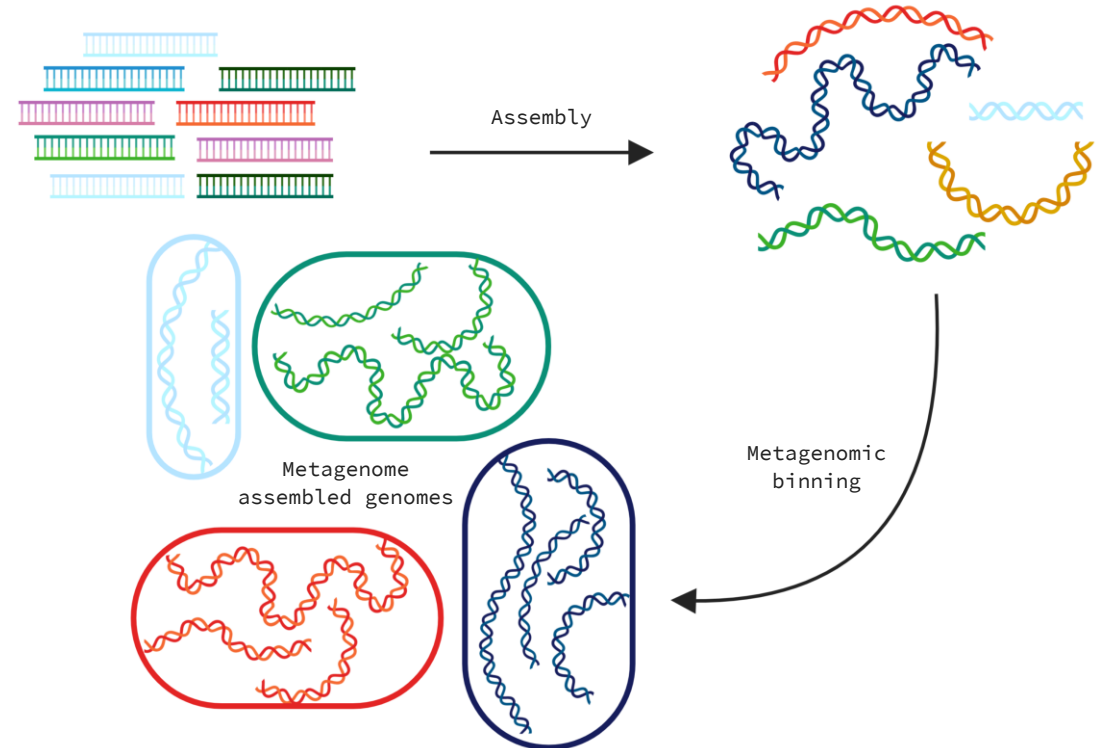 Assembly
Metagenomic
binning
Metagenome
assembled genomes